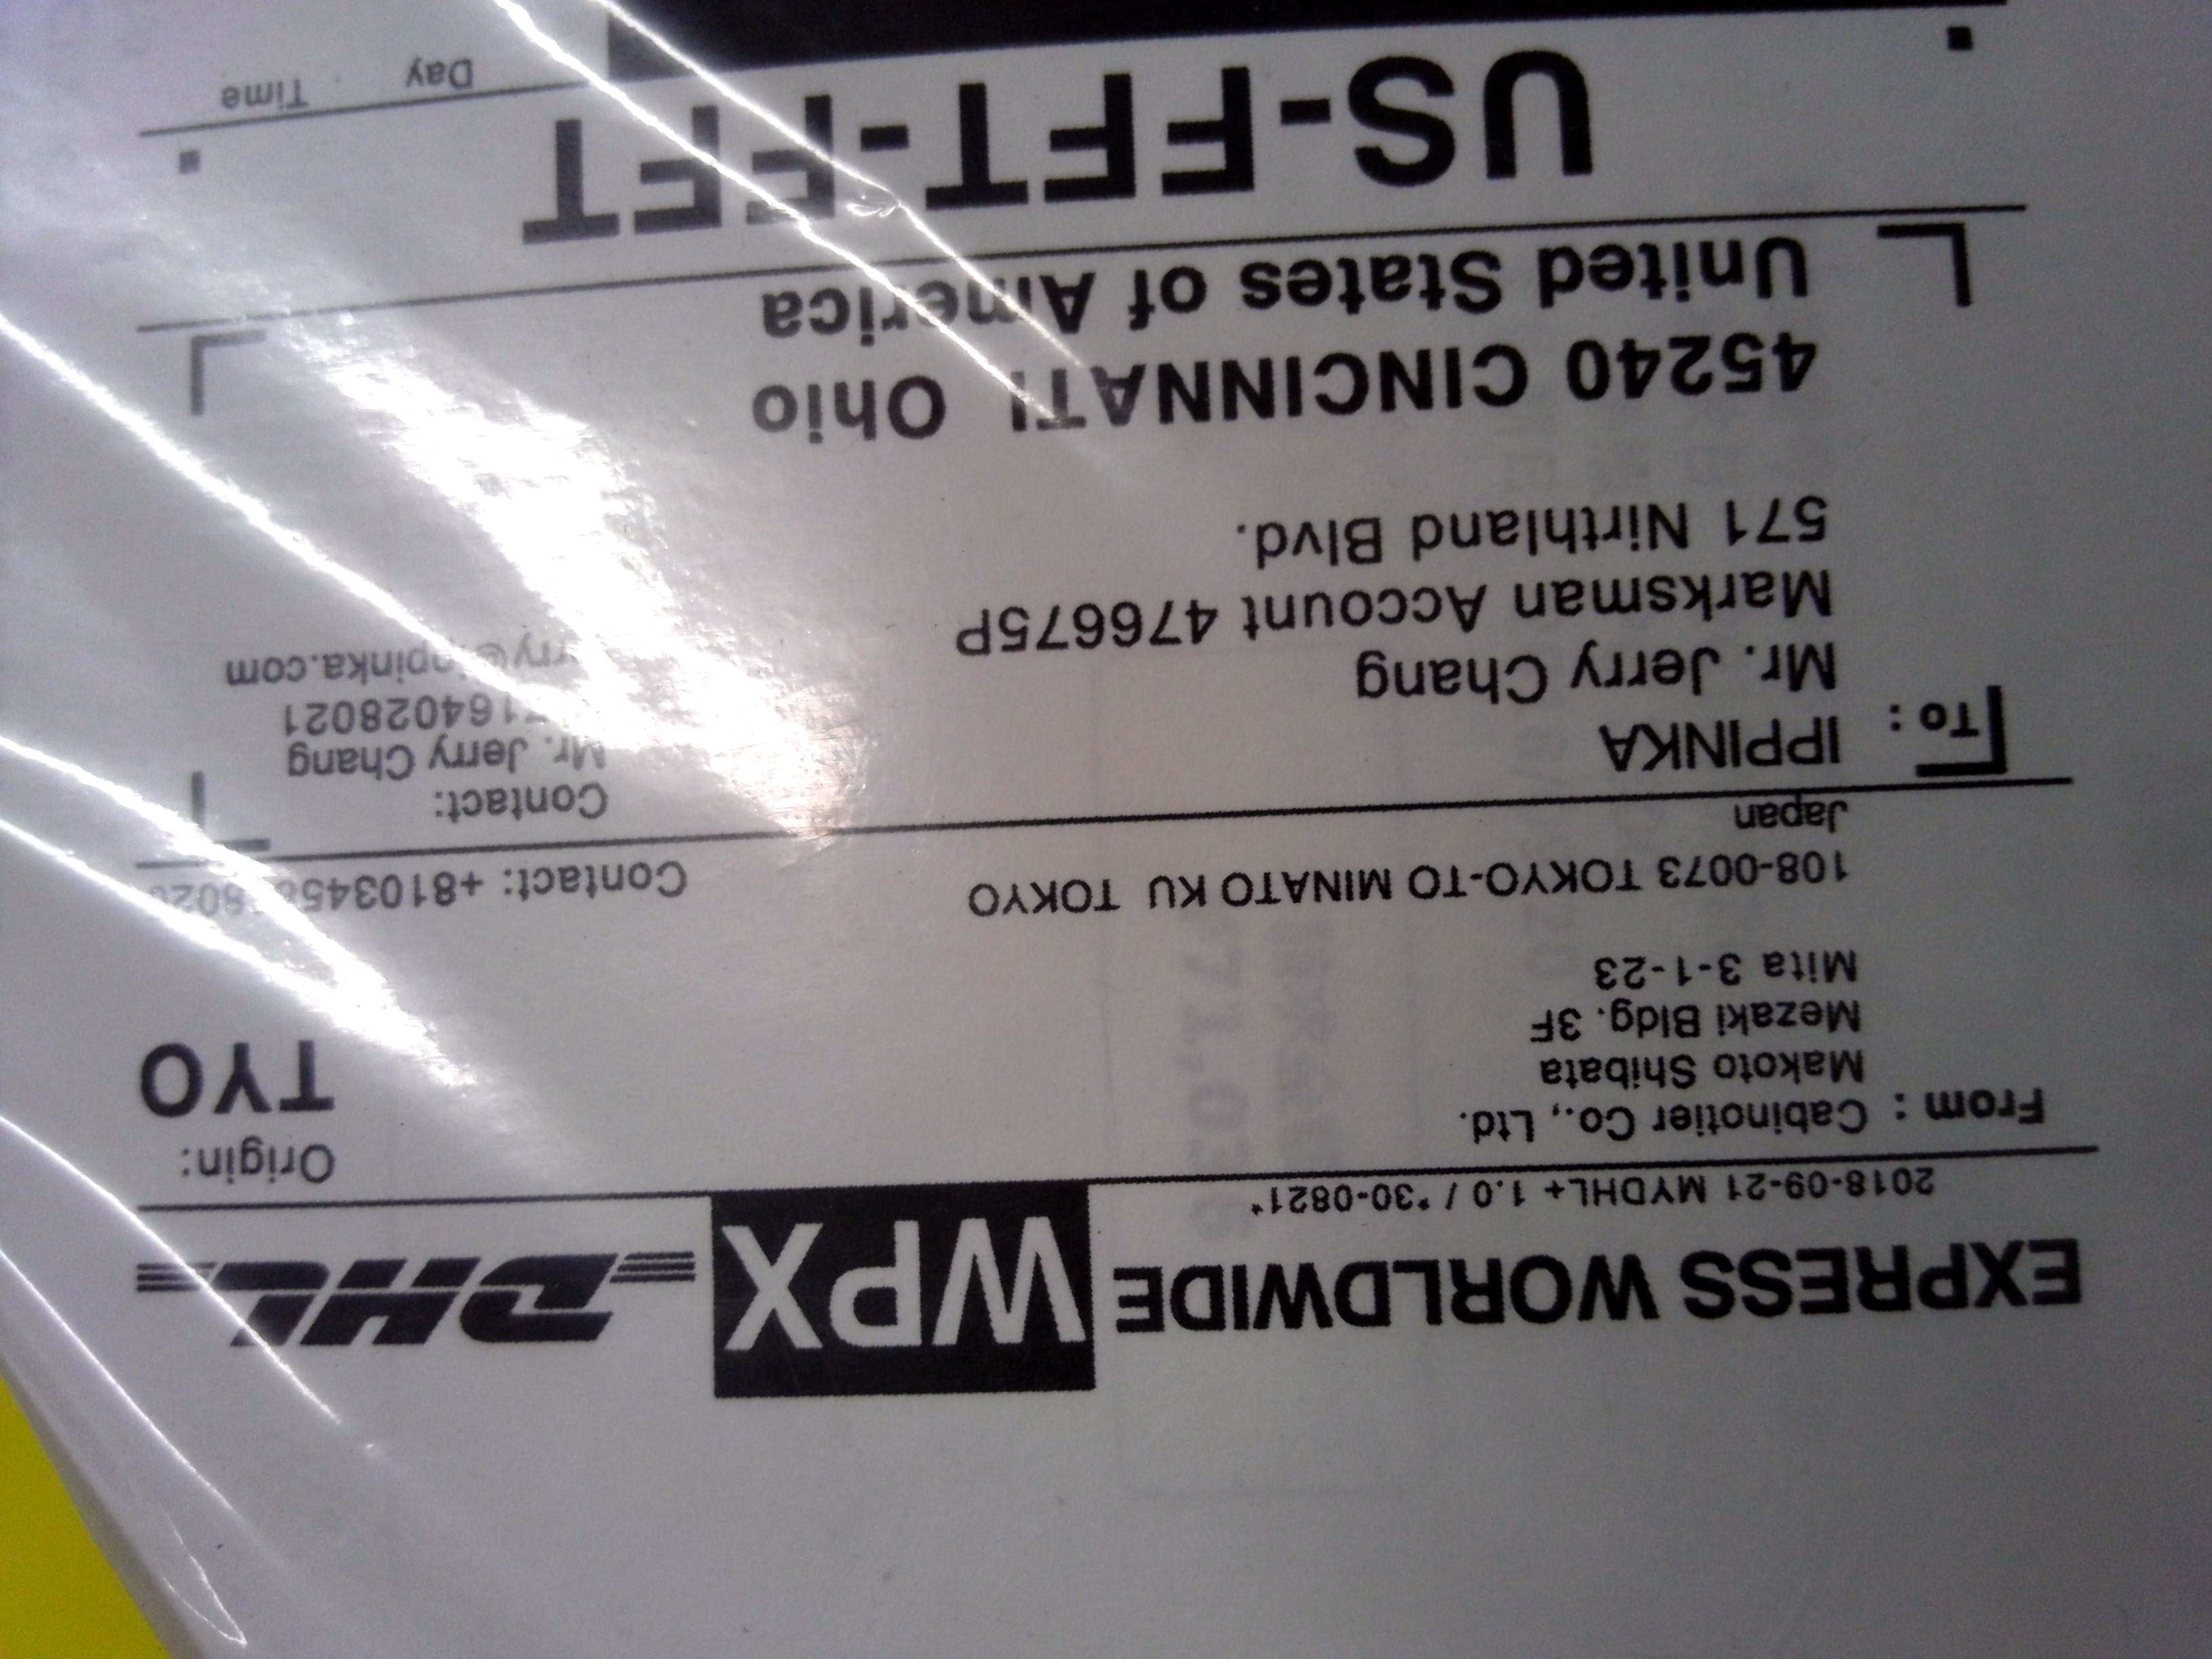 EXPRESS WORLDWIDE WPX DHL
2018-09-21 MYDHL+ 1.0 / *30-0821*
From : Cabinotier Co., Ltd.
Makoto Shibata
Mezaki Bldg. 3F
Mita 3-1-23
108-0073 TOKYO-TO MINATO KU TOKYO
Japan
Origin:
TYO
Contact:
To : IPPINKA
Mr. Jerry Chang
Marksman Account 476675P
571 Nirthland Blvd.
45240 CINCINNATI Ohio
United States of America
Contact:
Mr. Jerry Chang
US-FFT-FFT
Day Time